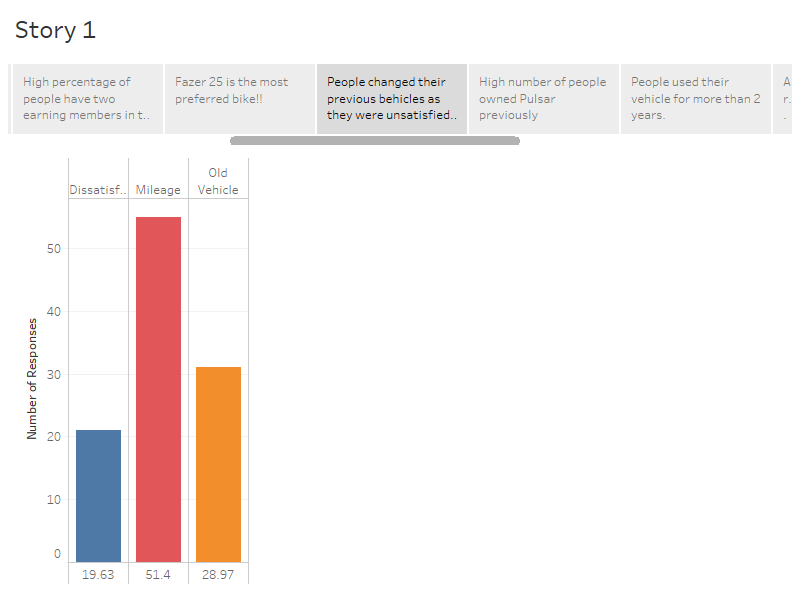 Story 1
High percentage of
people have two
earning members in t..
Fazer 25 is the most
preferred bike!!
People changed their
previous behicles as
they were unsatisfied..
High number of people
owned Pulsar
previously
People used their
vehicle for more than 2
years.
A
r..
.
Dissatisf..
Mileage
Old
Vehicle
Number of Responses
50
40
30
20
10
0
19.63
51.4
28.97